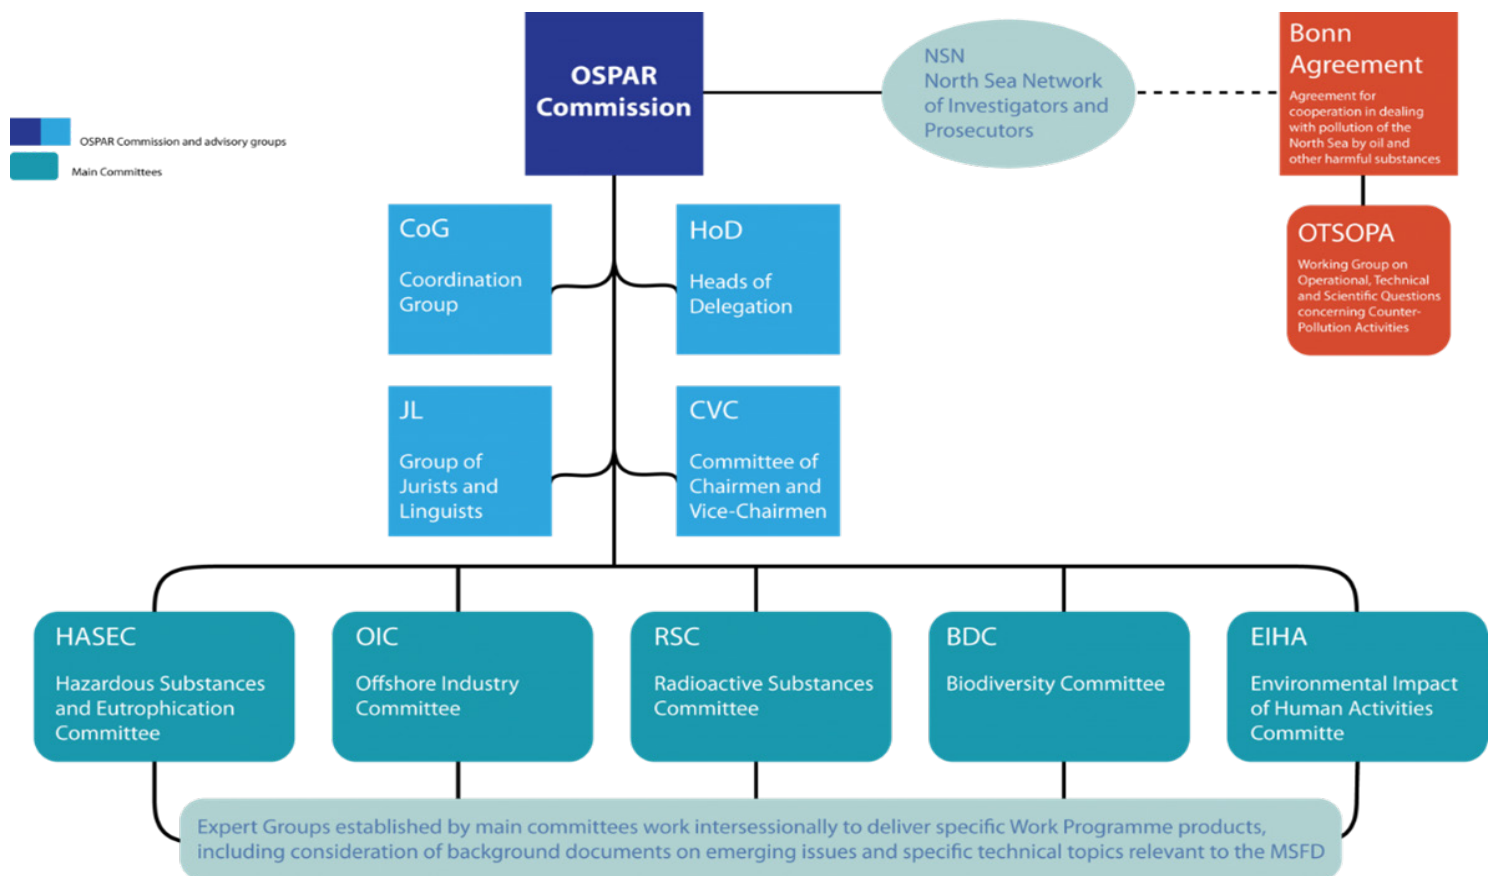 OSPAR
Commission
NSN
North Sea Network
of Investigators and
Prosecutors
Bonn
Agreement
Agreement for
cooperation in dealing
with pollution of the
North Sea by oil and
other harmful substances
OSPAR Commission and advisory groups
Main Committees
CoG
Coordination
Group
HoD
Heads of
Delegation
OTSOPA
Working Group on
Operational, Technical
and Scientific Questions
concerning Counter-
Pollution Activities
JL
Group of
Jurists and
Linguists
CVC
Committee of
Chairmen and
Vice-Chairmen
HASEC
Hazardous Substances
and Eutrophication
Committee
OIC
Offshore Industry
Committee
RSC
Radioactive Substances
Committee
BDC
Biodiversity Committee
EIHA
Environmental Impact
of Human Activities
Committe
Expert Groups established by main committees work intersessionally to deliver specific Work Programme products,
including consideration of background documents on emerging issues and specific technical topics relevant to the MSFD